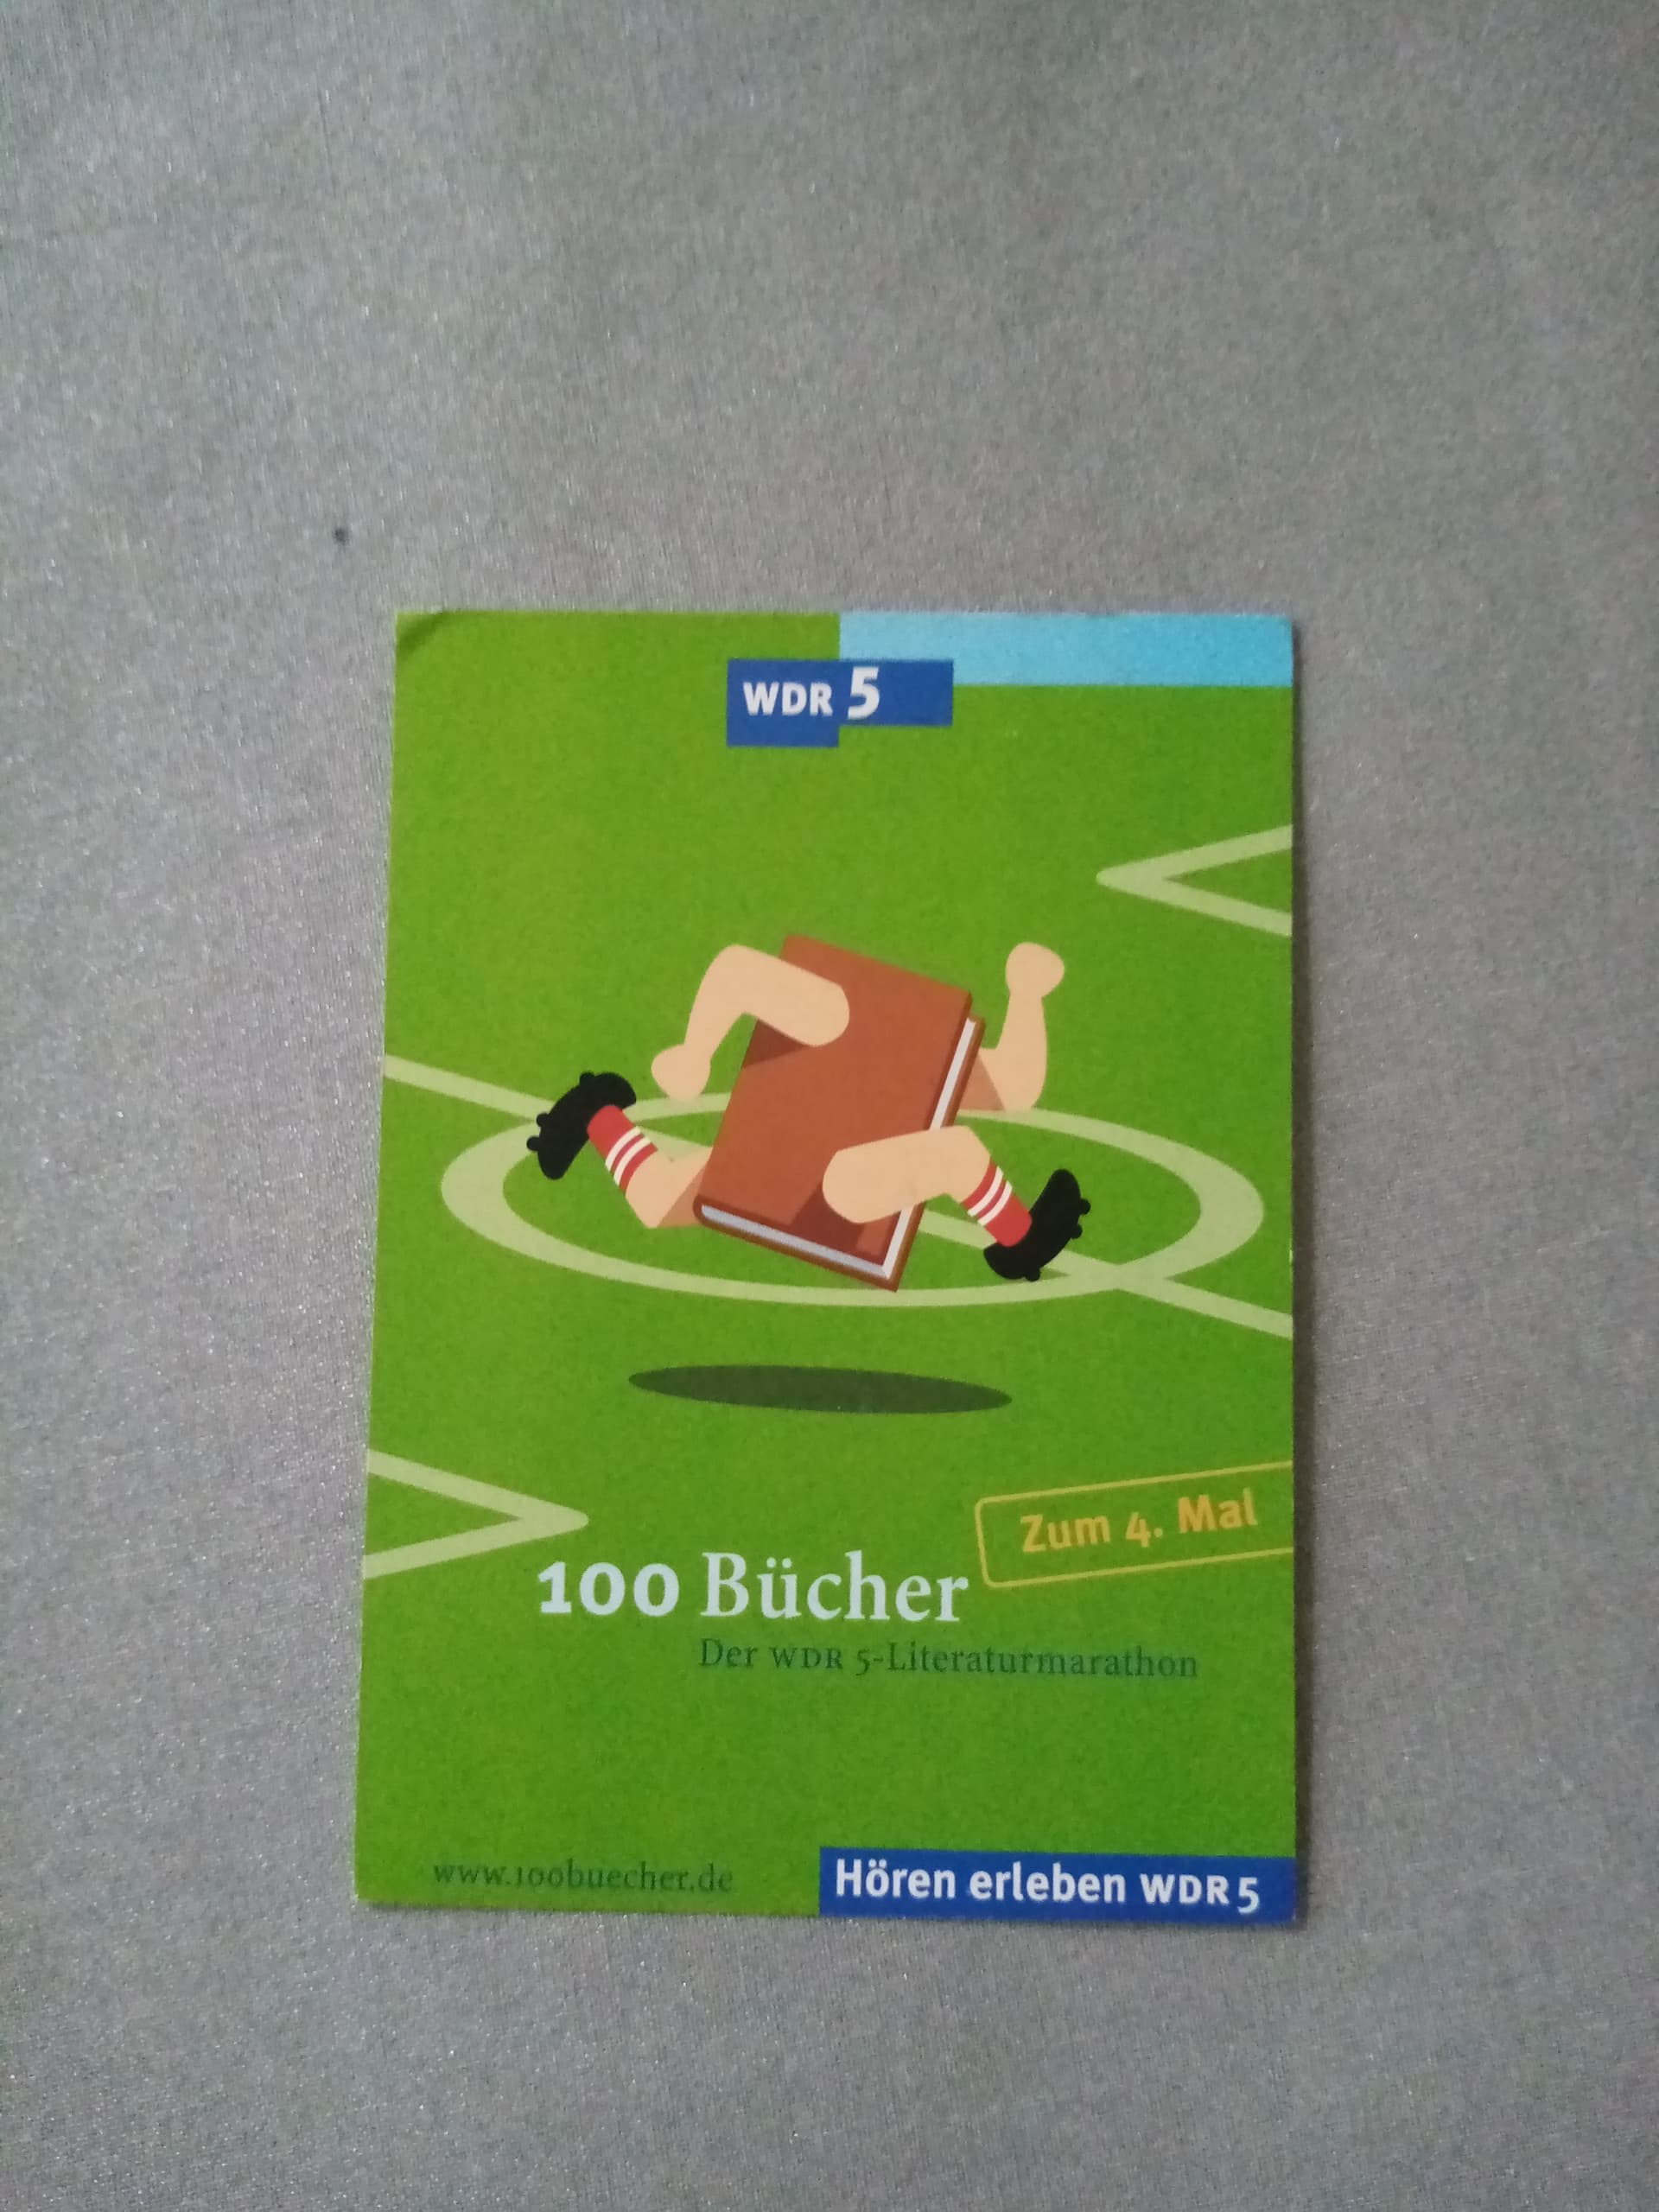 WDR 5
Zum 4. Mal
100 Bücher
Der WDR 5-Literaturmarathon
www.100buecher.de
Hören erleben WDR 5